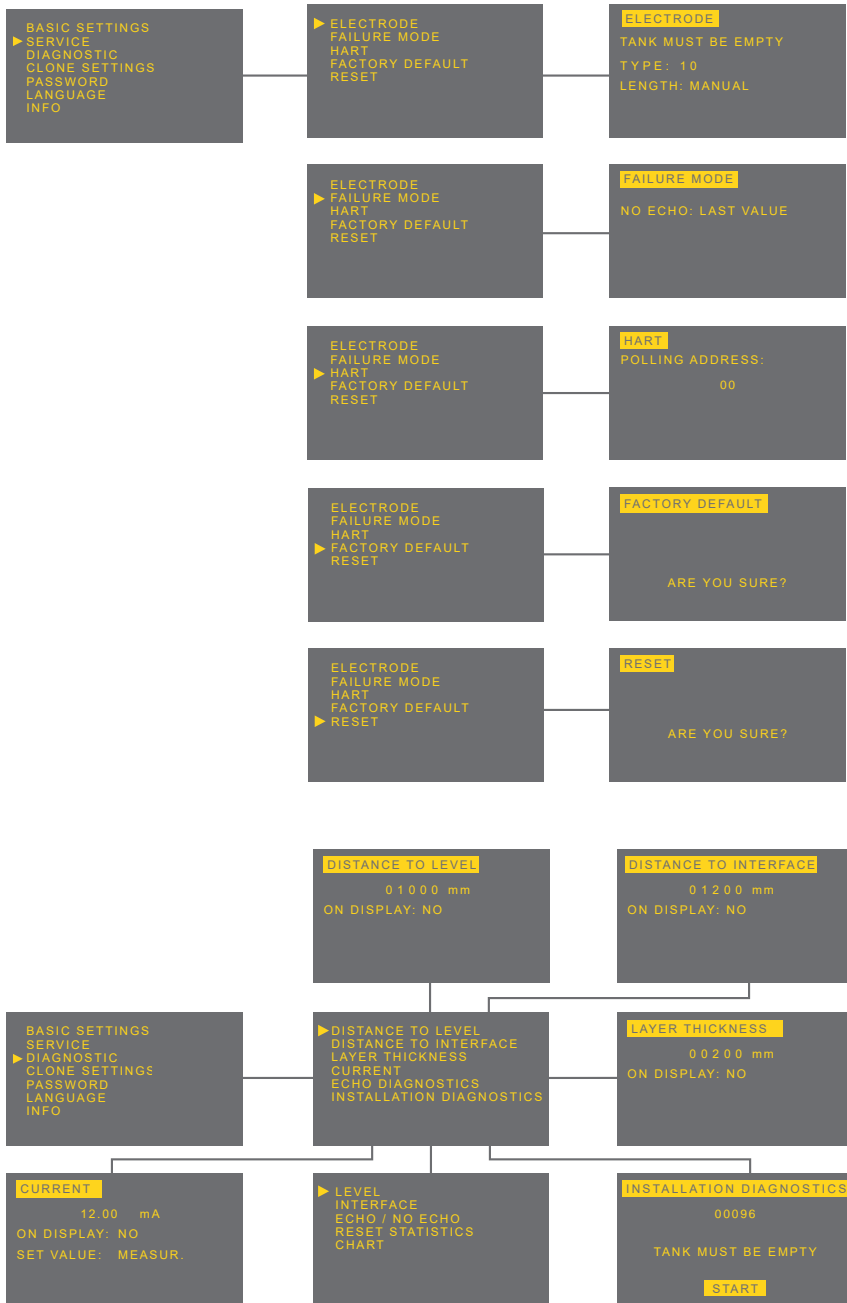 BASIC SETTINGS
SERVICE
DIAGNOSTIC
CLONE SETTINGS
PASSWORD
LANGUAGE
INFO
ELECTRODE
FAILURE MODE
HART
FACTORY DEFAULT
RESET
ELECTRODE
TANK MUST BE EMPTY
TYPE: 10
LENGTH: MANUAL
ELECTRODE
FAILURE MODE
HART
FACTORY DEFAULT
RESET
FAILURE MODE
NO ECHO: LAST VALUE
ELECTRODE
FAILURE MODE
HART
FACTORY DEFAULT
RESET
HART
POLLING ADDRESS:
00
ELECTRODE
FAILURE MODE
HART
FACTORY DEFAULT
RESET
FACTORY DEFAULT
ARE YOU SURE?
ELECTRODE
FAILURE MODE
HART
FACTORY DEFAULT
RESET
RESET
ARE YOU SURE?
DISTANCE TO LEVEL
01000 mm
ON DISPLAY: NO
DISTANCE TO INTERFACE
01200 mm
ON DISPLAY: NO
BASIC SETTINGS
SERVICE
DIAGNOSTIC
CLONE SETTINGS
PASSWORD
LANGUAGE
INFO
DISTANCE TO LEVEL
DISTANCE TO INTERFACE
LAYER THICKNESS
CURRENT
ECHO DIAGNOSTICS
INSTALLATION DIAGNOSTICS
LAYER THICKNESS
00200 mm
ON DISPLAY: NO
CURRENT
12.00 mA
ON DISPLAY: NO
SET VALUE: MEASUR.
LEVEL
INTERFACE
ECHO / NO ECHO
RESET STATISTICS
CHART
INSTALLATION DIAGNOSTICS
00096
TANK MUST BE EMPTY
START